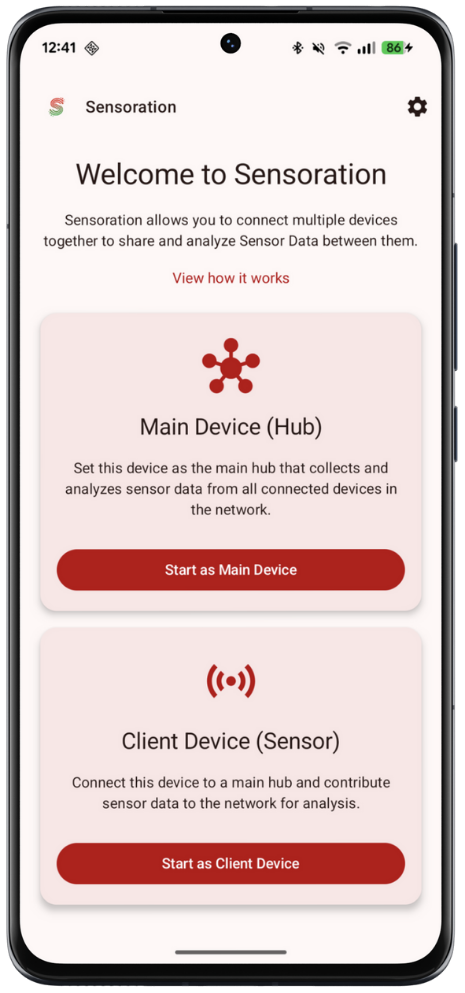 12:41
86
Sensoration
Welcome to Sensoration
Sensoration allows you to connect multiple devices
together to share and analyze Sensor Data between them.
View how it works
Main Device (Hub)
Set this device as the main hub that collects and
analyzes sensor data from all connected devices in
the network.
Start as Main Device
Client Device (Sensor)
Connect this device to a main hub and contribute
sensor data to the network for analysis.
Start as Client Device